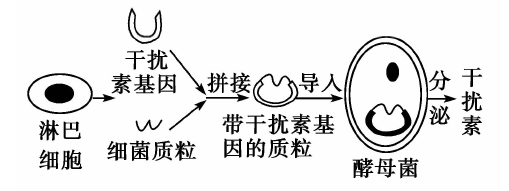 干扰
素基因
淋巴
细胞
细菌质粒
拼接
带干扰素基
因的质粒
导入
酵母菌
分
泌
干
扰
素